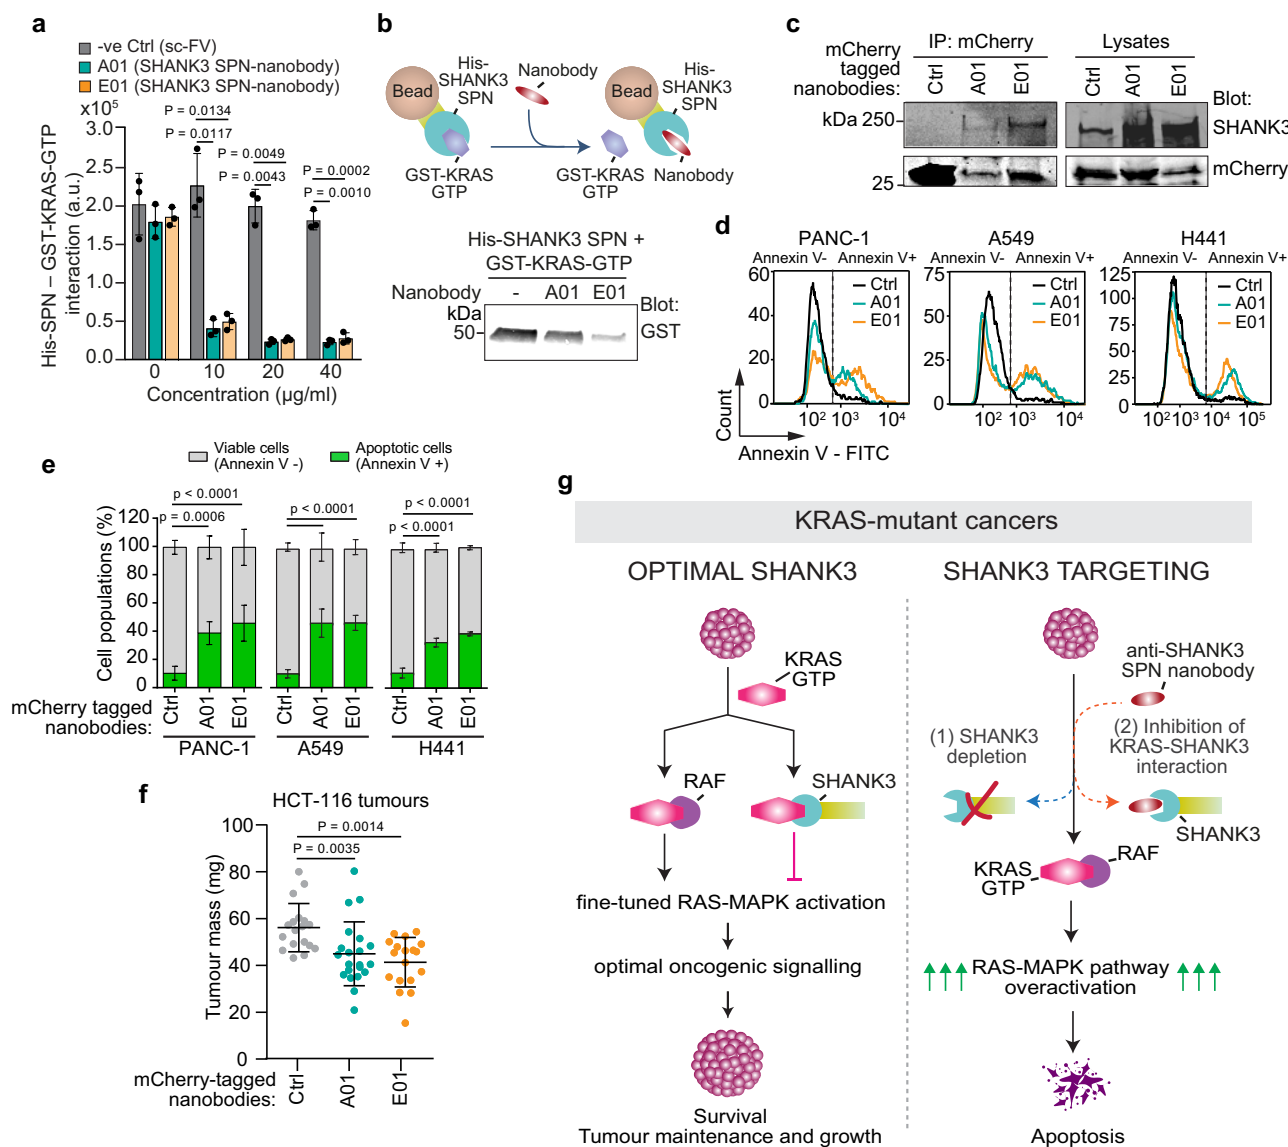 a
-ve Ctrl (sc-FV)
A01 (SHANK3 SPN-nanobody)
E01 (SHANK3 SPN-nanobody)
x10⁵
His-SPN – GST-KRAS-GTP
interaction (a.u.)
3.0
2.5
2.0
1.5
1.0
0.5
0.0
P = 0.0134
P = 0.0117
P = 0.0049
P = 0.0043
P = 0.0002
P = 0.0010
0
10
20
40
Concentration (µg/ml)
b
His-
SHANK3
SPN
Bead
GST-KRAS
GTP
Nanobody
GST-KRAS
GTP
Bead
His-
SHANK3
SPN
Nanobody
His-SHANK3 SPN +
GST-KRAS-GTP
Nanobody - A01 E01
kDa
50
Blot:
GST
c
mCherry
tagged
nanobodies:
IP: mCherry
Lysates
Ctrl
A01
E01
Ctrl
A01
E01
Blot:
kDa 250
SHANK3
25
mCherry
d
PANC-1
Annexin V- Annexin V+
Ctrl
A01
E01
60
40
20
0
10² 10³ 10⁴
A549
Annexin V- Annexin V+
Ctrl
A01
E01
75
50
25
0
10² 10³ 10⁴
H441
Annexin V- Annexin V+
Ctrl
A01
E01
125
100
75
50
25
0
10² 10³ 10⁴ 10⁵
Count
Annexin V - FITC
e
Viable cells
(Annexin V -)
Apoptotic cells
(Annexin V +)
Cell populations (%)
120
100
80
60
40
20
0
p < 0.0001
p = 0.0006
p < 0.0001
p < 0.0001
p < 0.0001
mCherry tagged
nanobodies:
Ctrl
A01
E01
PANC-1
Ctrl
A01
E01
A549
Ctrl
A01
E01
H441
f
HCT-116 tumours
P = 0.0014
P = 0.0035
Tumour mass (mg)
100
80
60
40
20
0
mCherry-tagged
nanobodies:
Ctrl
A01
E01
g
KRAS-mutant cancers
OPTIMAL SHANK3
KRAS
GTP
RAF
SHANK3
fine-tuned RAS-MAPK activation
optimal oncogenic signalling
Survival
Tumour maintenance and growth
SHANK3 TARGETING
anti-SHANK3
SPN nanobody
(1) SHANK3
depletion
(2) Inhibition of
KRAS-SHANK3
interaction
SHANK3
KRAS
GTP
RAF
RAS-MAPK pathway
overactivation
Apoptosis